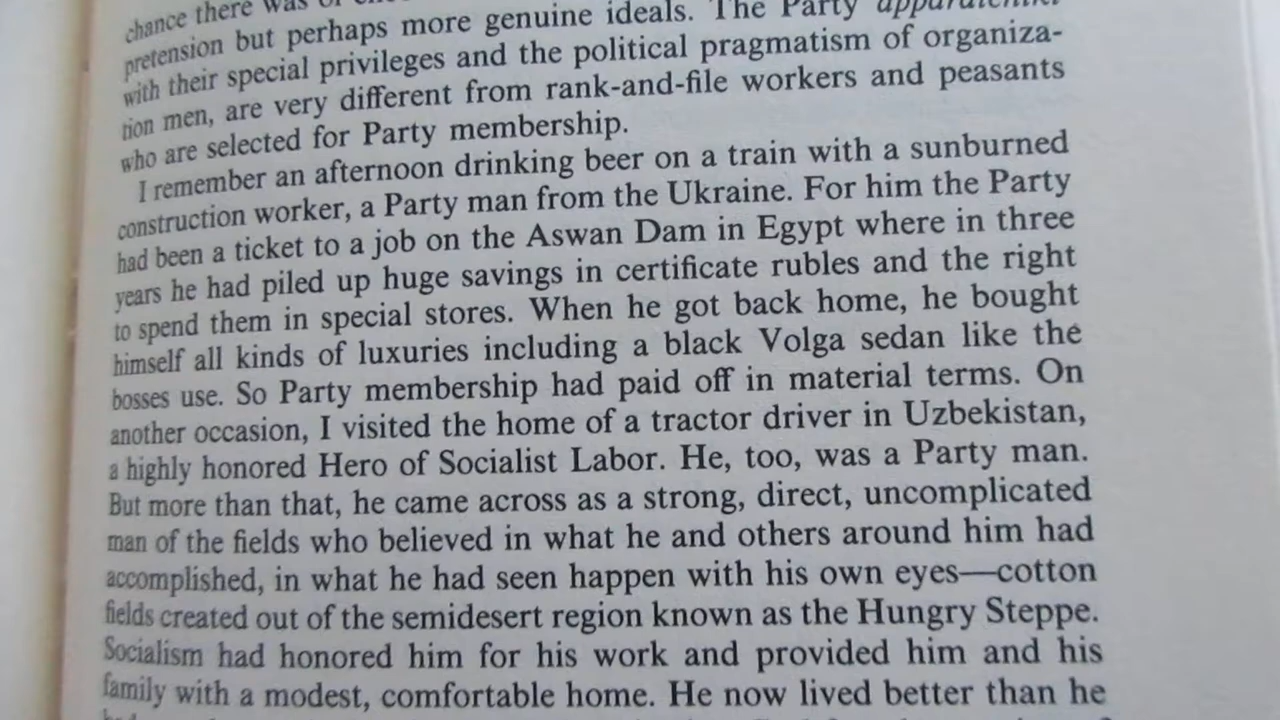 chance there was
pretension but perhaps more genuine ideals. The Party apparatchiki
with their special privileges and the political pragmatism of organiza-
tion men, are very different from rank-and-file workers and peasants
who are selected for Party membership.
I remember an afternoon drinking beer on a train with a sunburned
construction worker, a Party man from the Ukraine. For him the Party
had been a ticket to a job on the Aswan Dam in Egypt where in three
years he had piled up huge savings in certificate rubles and the right
to spend them in special stores. When he got back home, he bought
himself all kinds of luxuries including a black Volga sedan like the
bosses use. So Party membership had paid off in material terms. On
another occasion, I visited the home of a tractor driver in Uzbekistan,
a highly honored Hero of Socialist Labor. He, too, was a Party man.
But more than that, he came across as a strong, direct, uncomplicated
man of the fields who believed in what he and others around him had
accomplished, in what he had seen happen with his own eyes—cotton
fields created out of the semidesert region known as the Hungry Steppe.
Socialism had honored him for his work and provided him and his
family with a modest, comfortable home. He now lived better than he